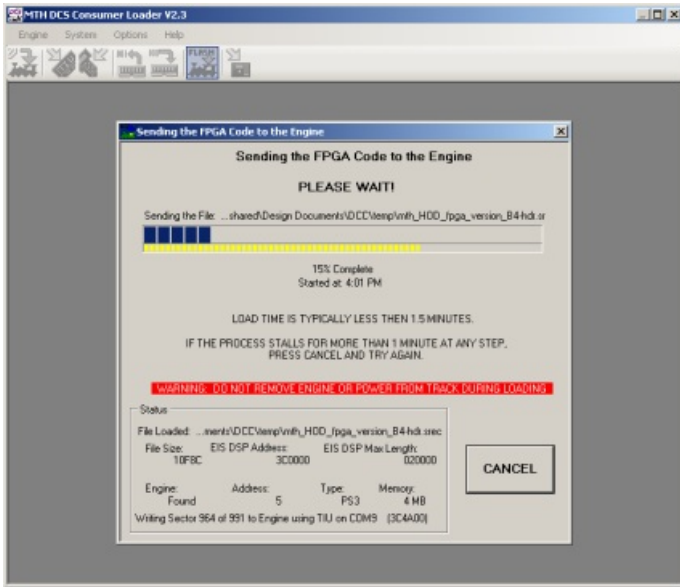 MTH DCS Consumer Loader V2.3
Engine System Options Help
FLASH
Sending the FPGA Code to the Engine
Sending the FPGA Code to the Engine
PLEASE WAIT!
Sending the File: ...shared\Design Documents\DCC\temp\mth_HOD_fpga_version_B4-hdr.sr
15% Complete
Started at: 4:01 PM
LOAD TIME IS TYPICALLY LESS THEN 1.5 MINUTES.
IF THE PROCESS STALLS FOR MORE THAN 1 MINUTE AT ANY STEP,
PRESS CANCEL AND TRY AGAIN.
WARNING: DO NOT REMOVE ENGINE OR POWER FROM TRACK DURING LOADING
Status
File Loaded: ...ments\DCC\temp\mth_HOD_fpga_version_B4-hdr.srec
File Size: EIS DSP Address: EIS DSP Max Length:
10F8C 3C0000 020000
CANCEL
Engine: Address: Type: Memory:
Found 5 PS3 4 MB
Writing Sector 964 of 991 to Engine using TIU on COM9 (3C4A00)